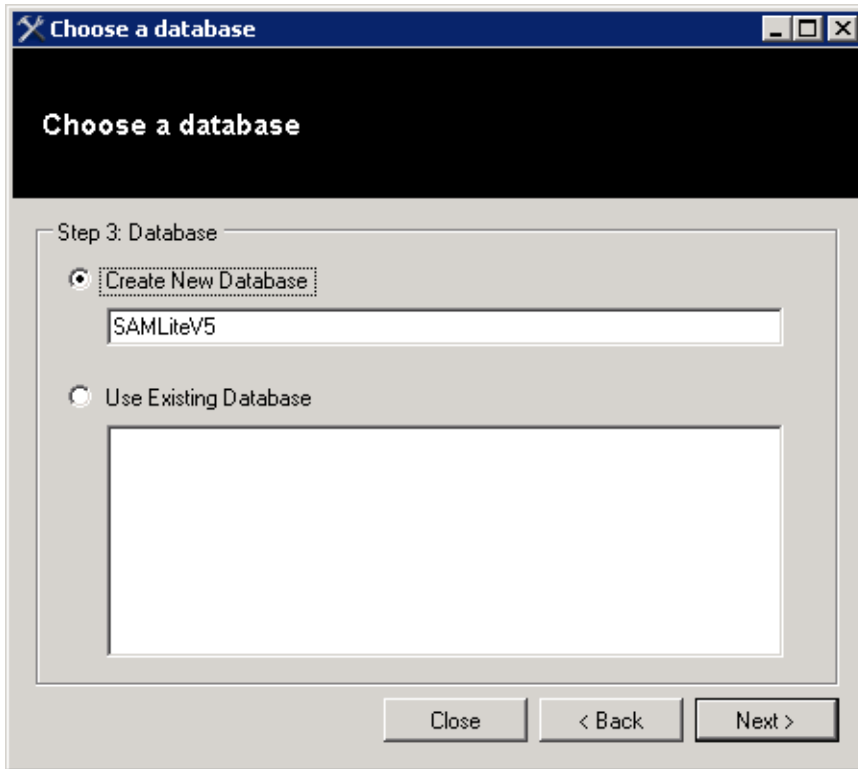 Choose a database
Choose a database
Step 3: Database
Create New Database
SAMLiteV5
Use Existing Database
Close
< Back
Next >